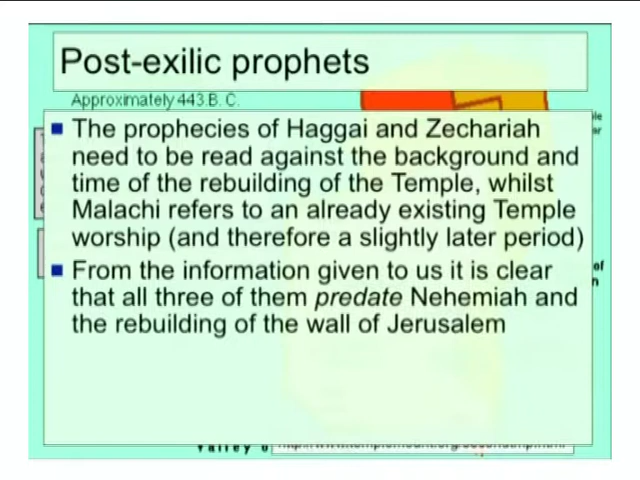 Post-exilic prophets
Approximately 443 B. C.
■ The prophecies of Haggai and Zechariah
need to be read against the background and
time of the rebuilding of the Temple, whilst
Malachi refers to an already existing Temple
worship (and therefore a slightly later period)
■ From the information given to us it is clear
that all three of them predate Nehemiah and
the rebuilding of the wall of Jerusalem
of
Valley